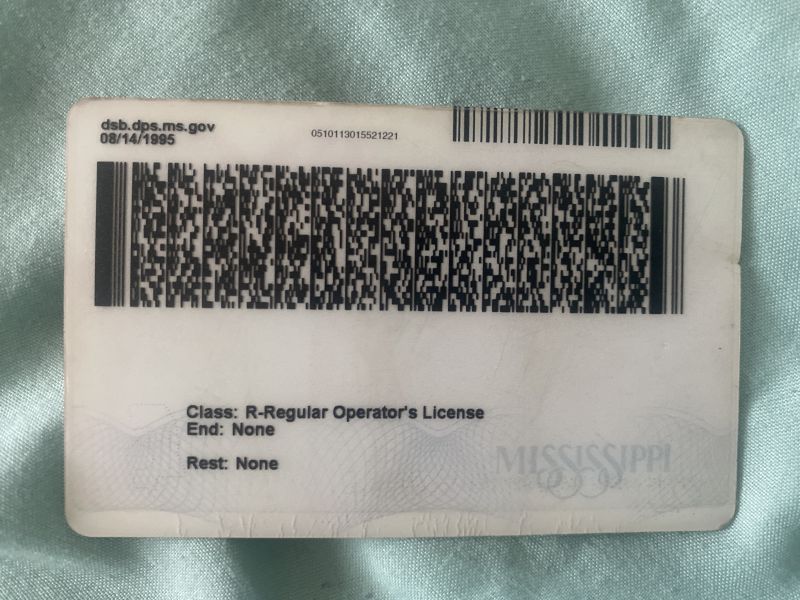 dsb.dps.ms.gov
08/14/1995
0510113015521221
Class: R-Regular Operator's License
End: None
Rest: None
MISSISSIPPI